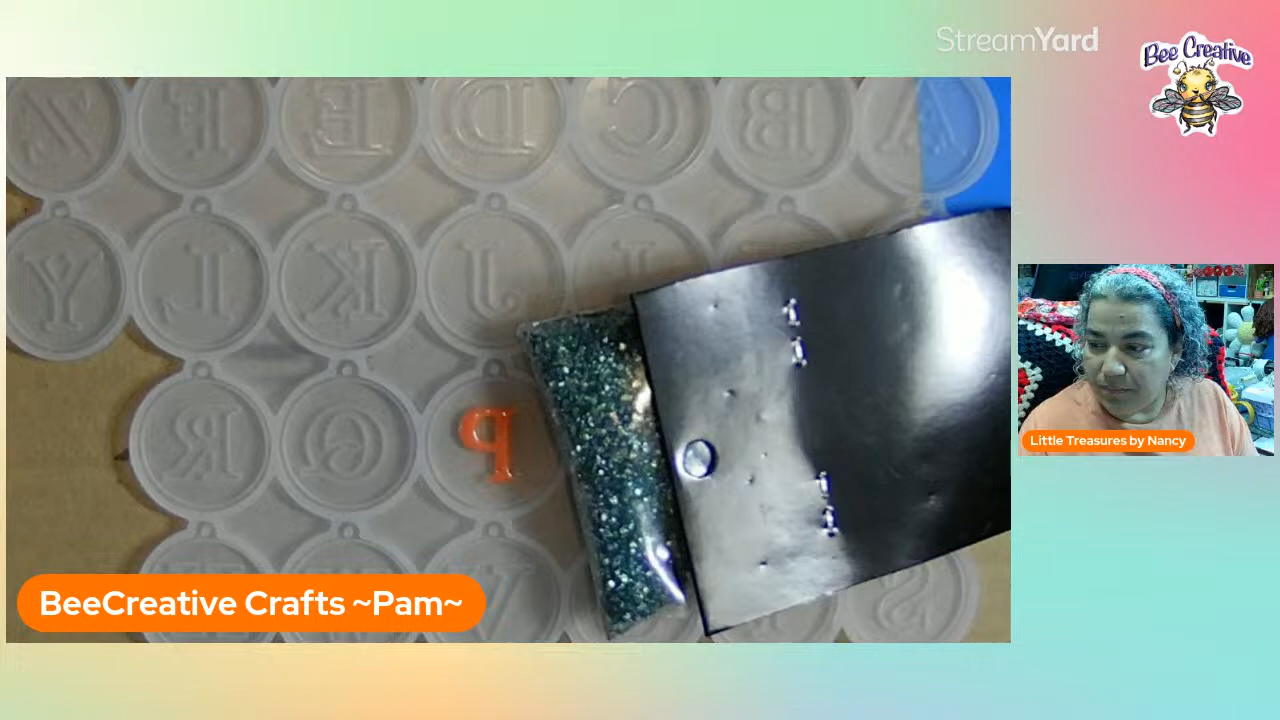 StreamYard
Bee Creative
Z F E D C B A
Y L K J I
R Q P
V S
Little Treasures by Nancy
BeeCreative Crafts ~Pam~